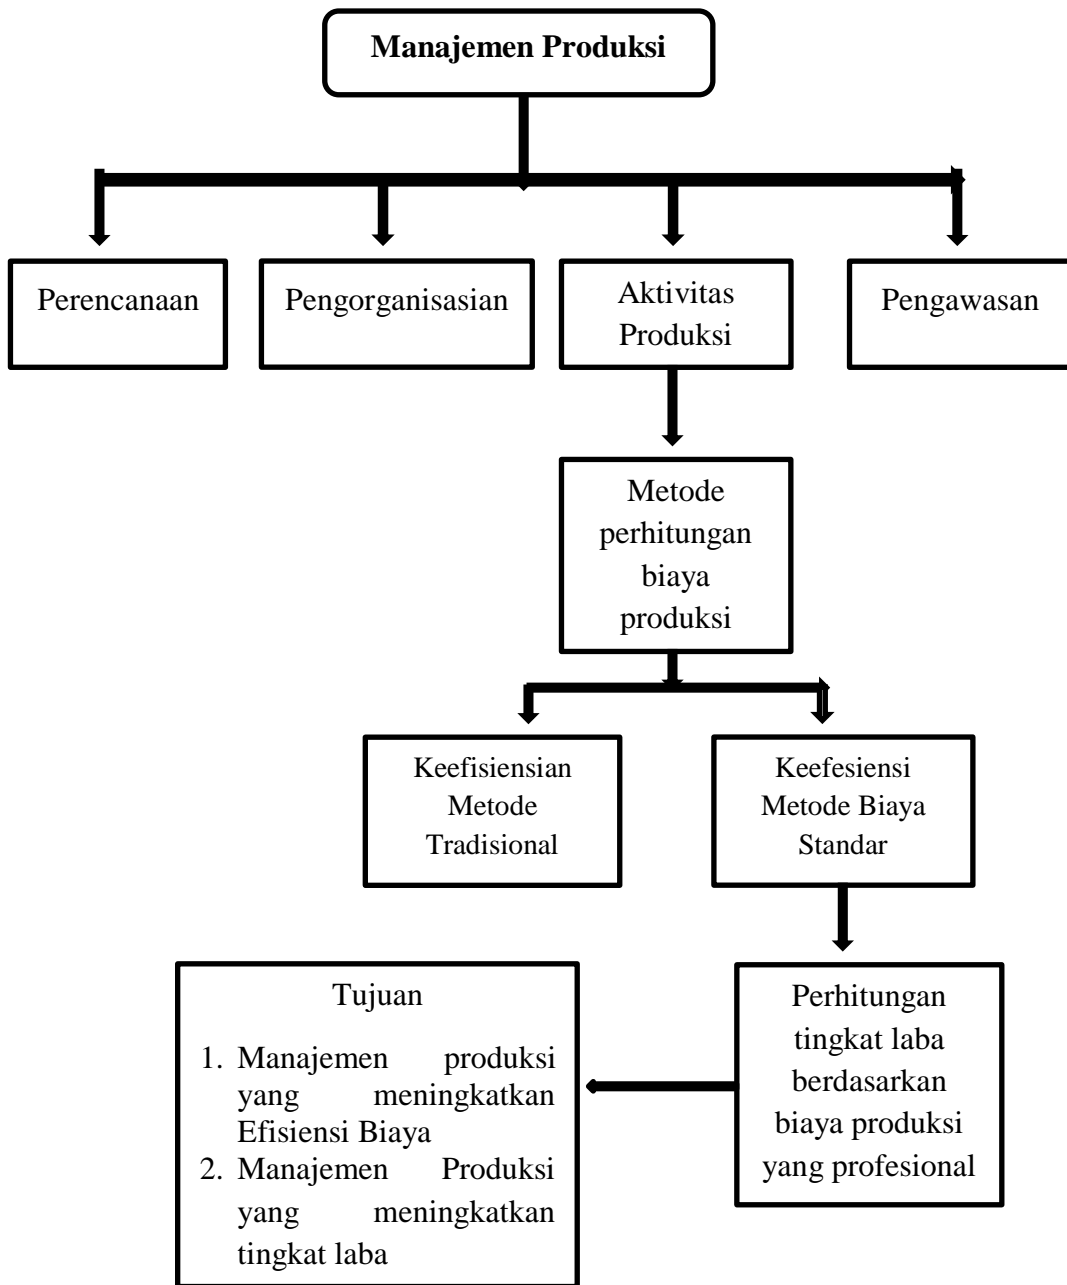 Manajemen Produksi
Perencanaan
Pengorganisasian
Aktivitas
Produksi
Pengawasan
Metode
perhitungan
biaya
produksi
Keefisiensian
Metode
Tradisional
Keefesiensi
Metode Biaya
Standar
Perhitungan
tingkat laba
berdasarkan
biaya produksi
yang profesional
Tujuan
1. Manajemen produksi
yang meningkatkan
Efisiensi Biaya
2. Manajemen Produksi
yang meningkatkan
tingkat laba